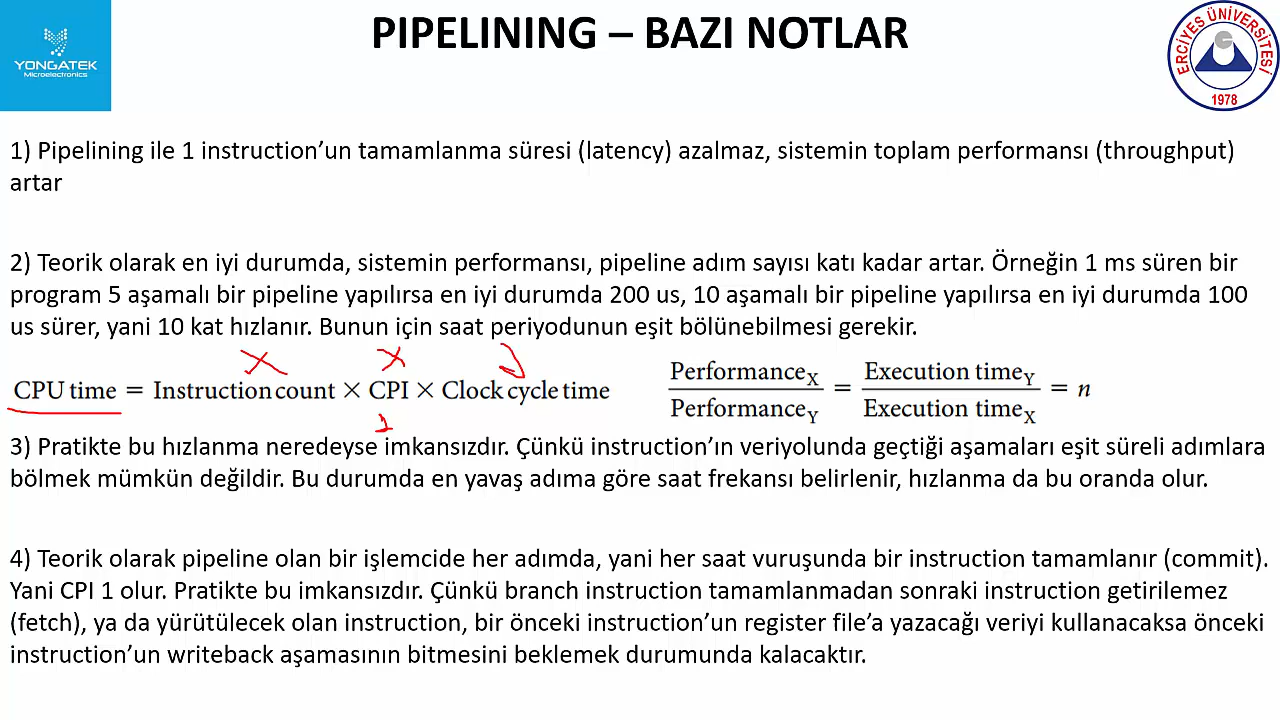 PIPELINING – BAZI NOTLAR
YONGATEK
Microelectronics
ERCİYES ÜNİVERSİTESİ
1978
1) Pipelining ile 1 instruction’un tamamlanma süresi (latency) azalmaz, sistemin toplam performansı (throughput)
artar
2) Teorik olarak en iyi durumda, sistemin performansı, pipeline adım sayısı katı kadar artar. Örneğin 1 ms süren bir
program 5 aşamalı bir pipeline yapılırsa en iyi durumda 200 us, 10 aşamalı bir pipeline yapılırsa en iyi durumda 100
us sürer, yani 10 kat hızlanır. Bunun için saat periyodunun eşit bölünebilmesi gerekir.
CPU time = Instruction count × CPI × Clock cycle time
Performance_X / Performance_Y = Execution time_Y / Execution time_X = n
3) Pratikte bu hızlanma neredeyse imkansızdır. Çünkü instruction’ın veriyolunda geçtiği aşamaları eşit süreli adımlara
bölmek mümkün değildir. Bu durumda en yavaş adıma göre saat frekansı belirlenir, hızlanma da bu oranda olur.
4) Teorik olarak pipeline olan bir işlemcide her adımda, yani her saat vuruşunda bir instruction tamamlanır (commit).
Yani CPI 1 olur. Pratikte bu imkansızdır. Çünkü branch instruction tamamlanmadan sonraki instruction getirilemez
(fetch), ya da yürütülecek olan instruction, bir önceki instruction’un register file’a yazacağı veriyi kullanacaksa önceki
instruction’un writeback aşamasının bitmesini beklemek durumunda kalacaktır.